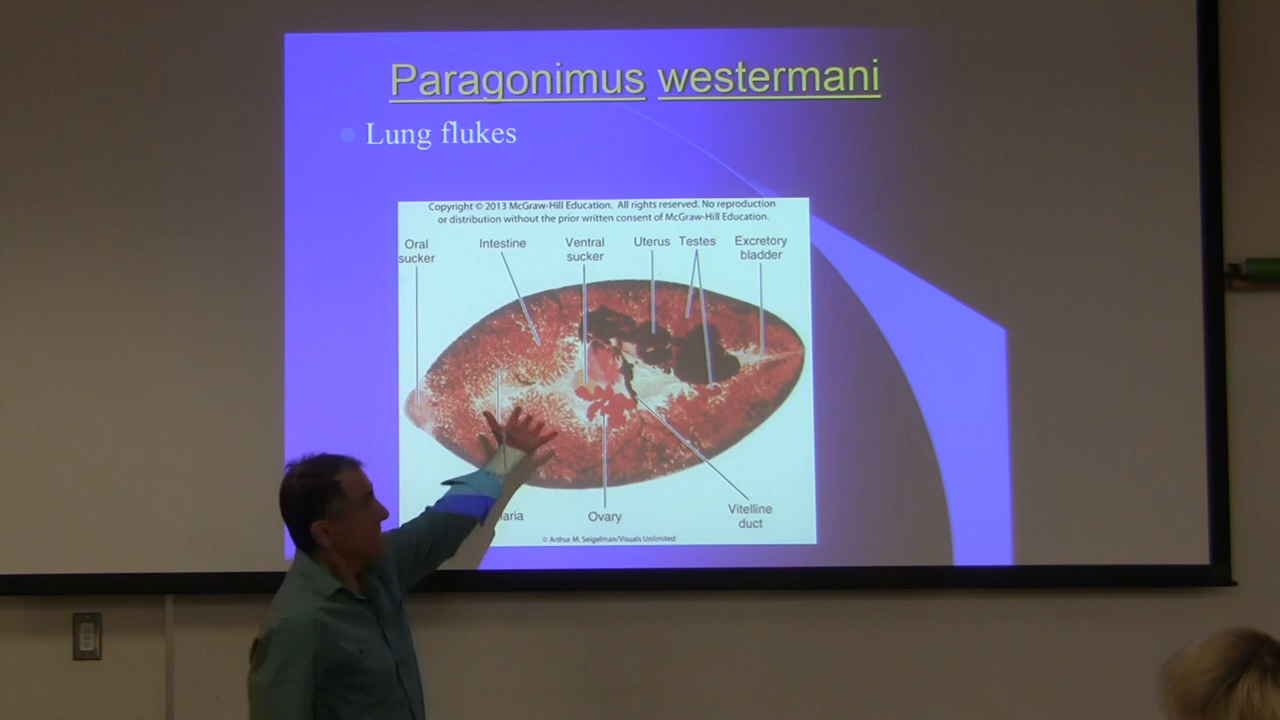 Paragonimus westermani
Lung flukes
Copyright © 2013 McGraw-Hill Education. All rights reserved. No reproduction
or distribution without the prior written consent of McGraw-Hill Education.
Oral
sucker
Intestine
Ventral
sucker
Uterus
Testes
Excretory
bladder
Ovary
Vitelline
duct
© Arthur M. Seigelman/Visuals Unlimited